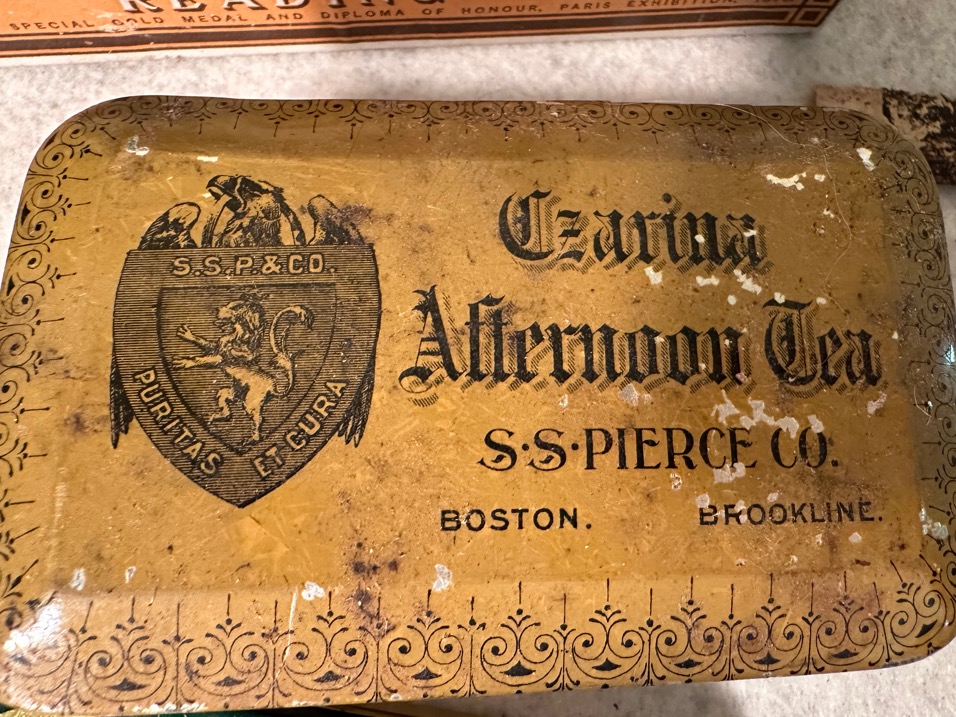 READING
SPECIAL GOLD MEDAL AND DIPLOMA OF HONOUR, PARIS EXHIBITION,
S.S.P.&CO.
PURITAS ET CURA
Czarina
Afternoon Tea
S·S·PIERCE CO.
BOSTON. BROOKLINE.